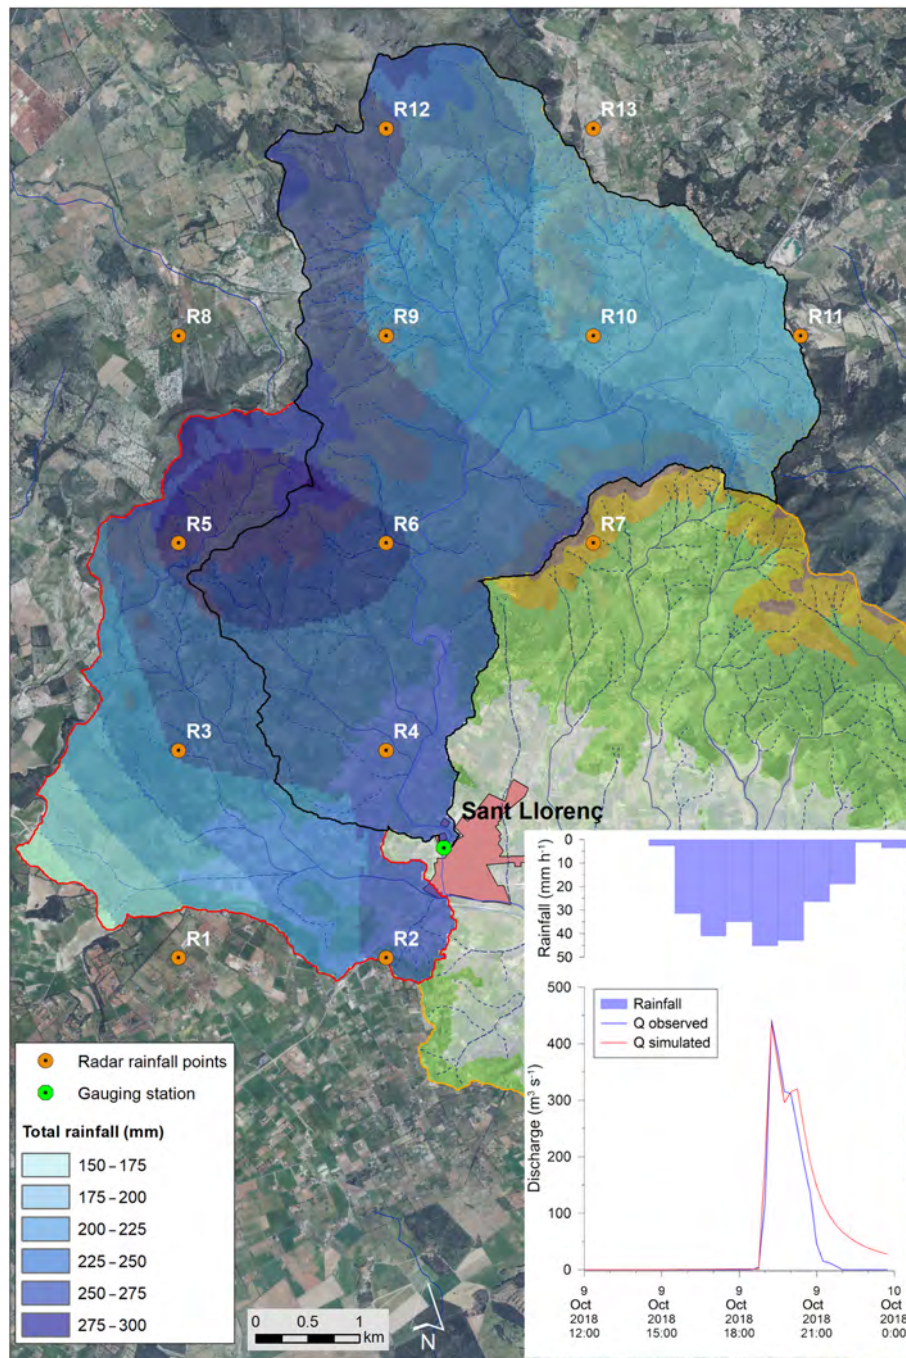 R12
R13
R8
R9
R10
R11
R5
R6
R7
R3
R4
Sant Llorenç
R1
R2
Radar rainfall points
Gauging station
Total rainfall (mm)
150 – 175
175 – 200
200 – 225
225 – 250
250 – 275
275 – 300
0 0.5 1
km
N
Rainfall (mm h⁻¹)
0
10
20
30
40
50
Discharge (m³ s⁻¹)
500
400
300
200
100
0
Rainfall
Q observed
Q simulated
9 9 9 9 10
Oct Oct Oct Oct Oct
2018 2018 2018 2018 2018
12:00 15:00 18:00 21:00 0:00